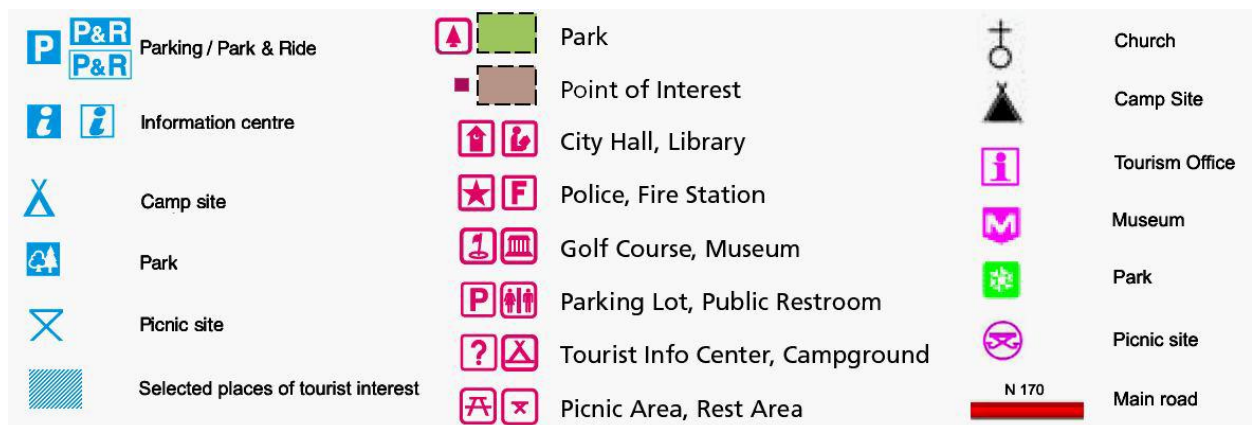 P P&R
P&R
Parking / Park & Ride
i i Information centre
Camp site
Park
Picnic site
Selected places of tourist interest
Park
Point of Interest
City Hall, Library
F Police, Fire Station
Golf Course, Museum
P Parking Lot, Public Restroom
? Tourist Info Center, Campground
Picnic Area, Rest Area
Church
Camp Site
i Tourism Office
M Museum
Park
Picnic site
N 170
Main road